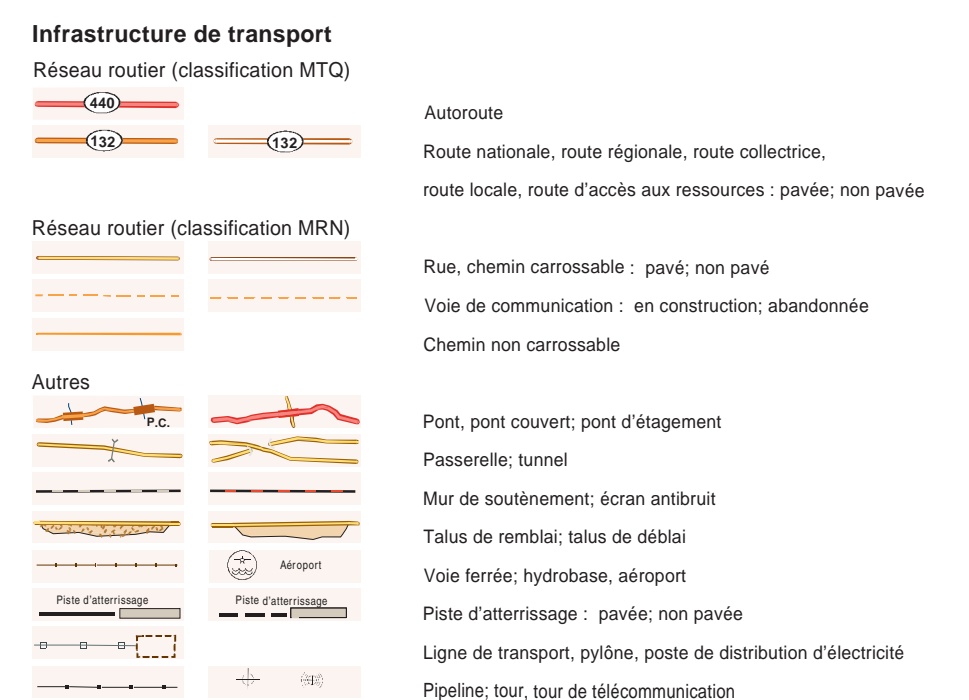 Infrastructure de transport
Réseau routier (classification MTQ)
440
Autoroute
132
132
Route nationale, route régionale, route collectrice,
route locale, route d'accès aux ressources : pavée; non pavée
Réseau routier (classification MRN)
Rue, chemin carrossable : pavé; non pavé
Voie de communication : en construction; abandonnée
Chemin non carrossable
Autres
P.C.
Pont, pont couvert; pont d'étagement
Passerelle; tunnel
Mur de soutènement; écran antibruit
Talus de remblai; talus de déblai
Aéroport
Voie ferrée; hydrobase, aéroport
Piste d'atterrissage
Piste d'atterrissage
Piste d'atterrissage : pavée; non pavée
Ligne de transport, pylône, poste de distribution d'électricité
Pipeline; tour, tour de télécommunication